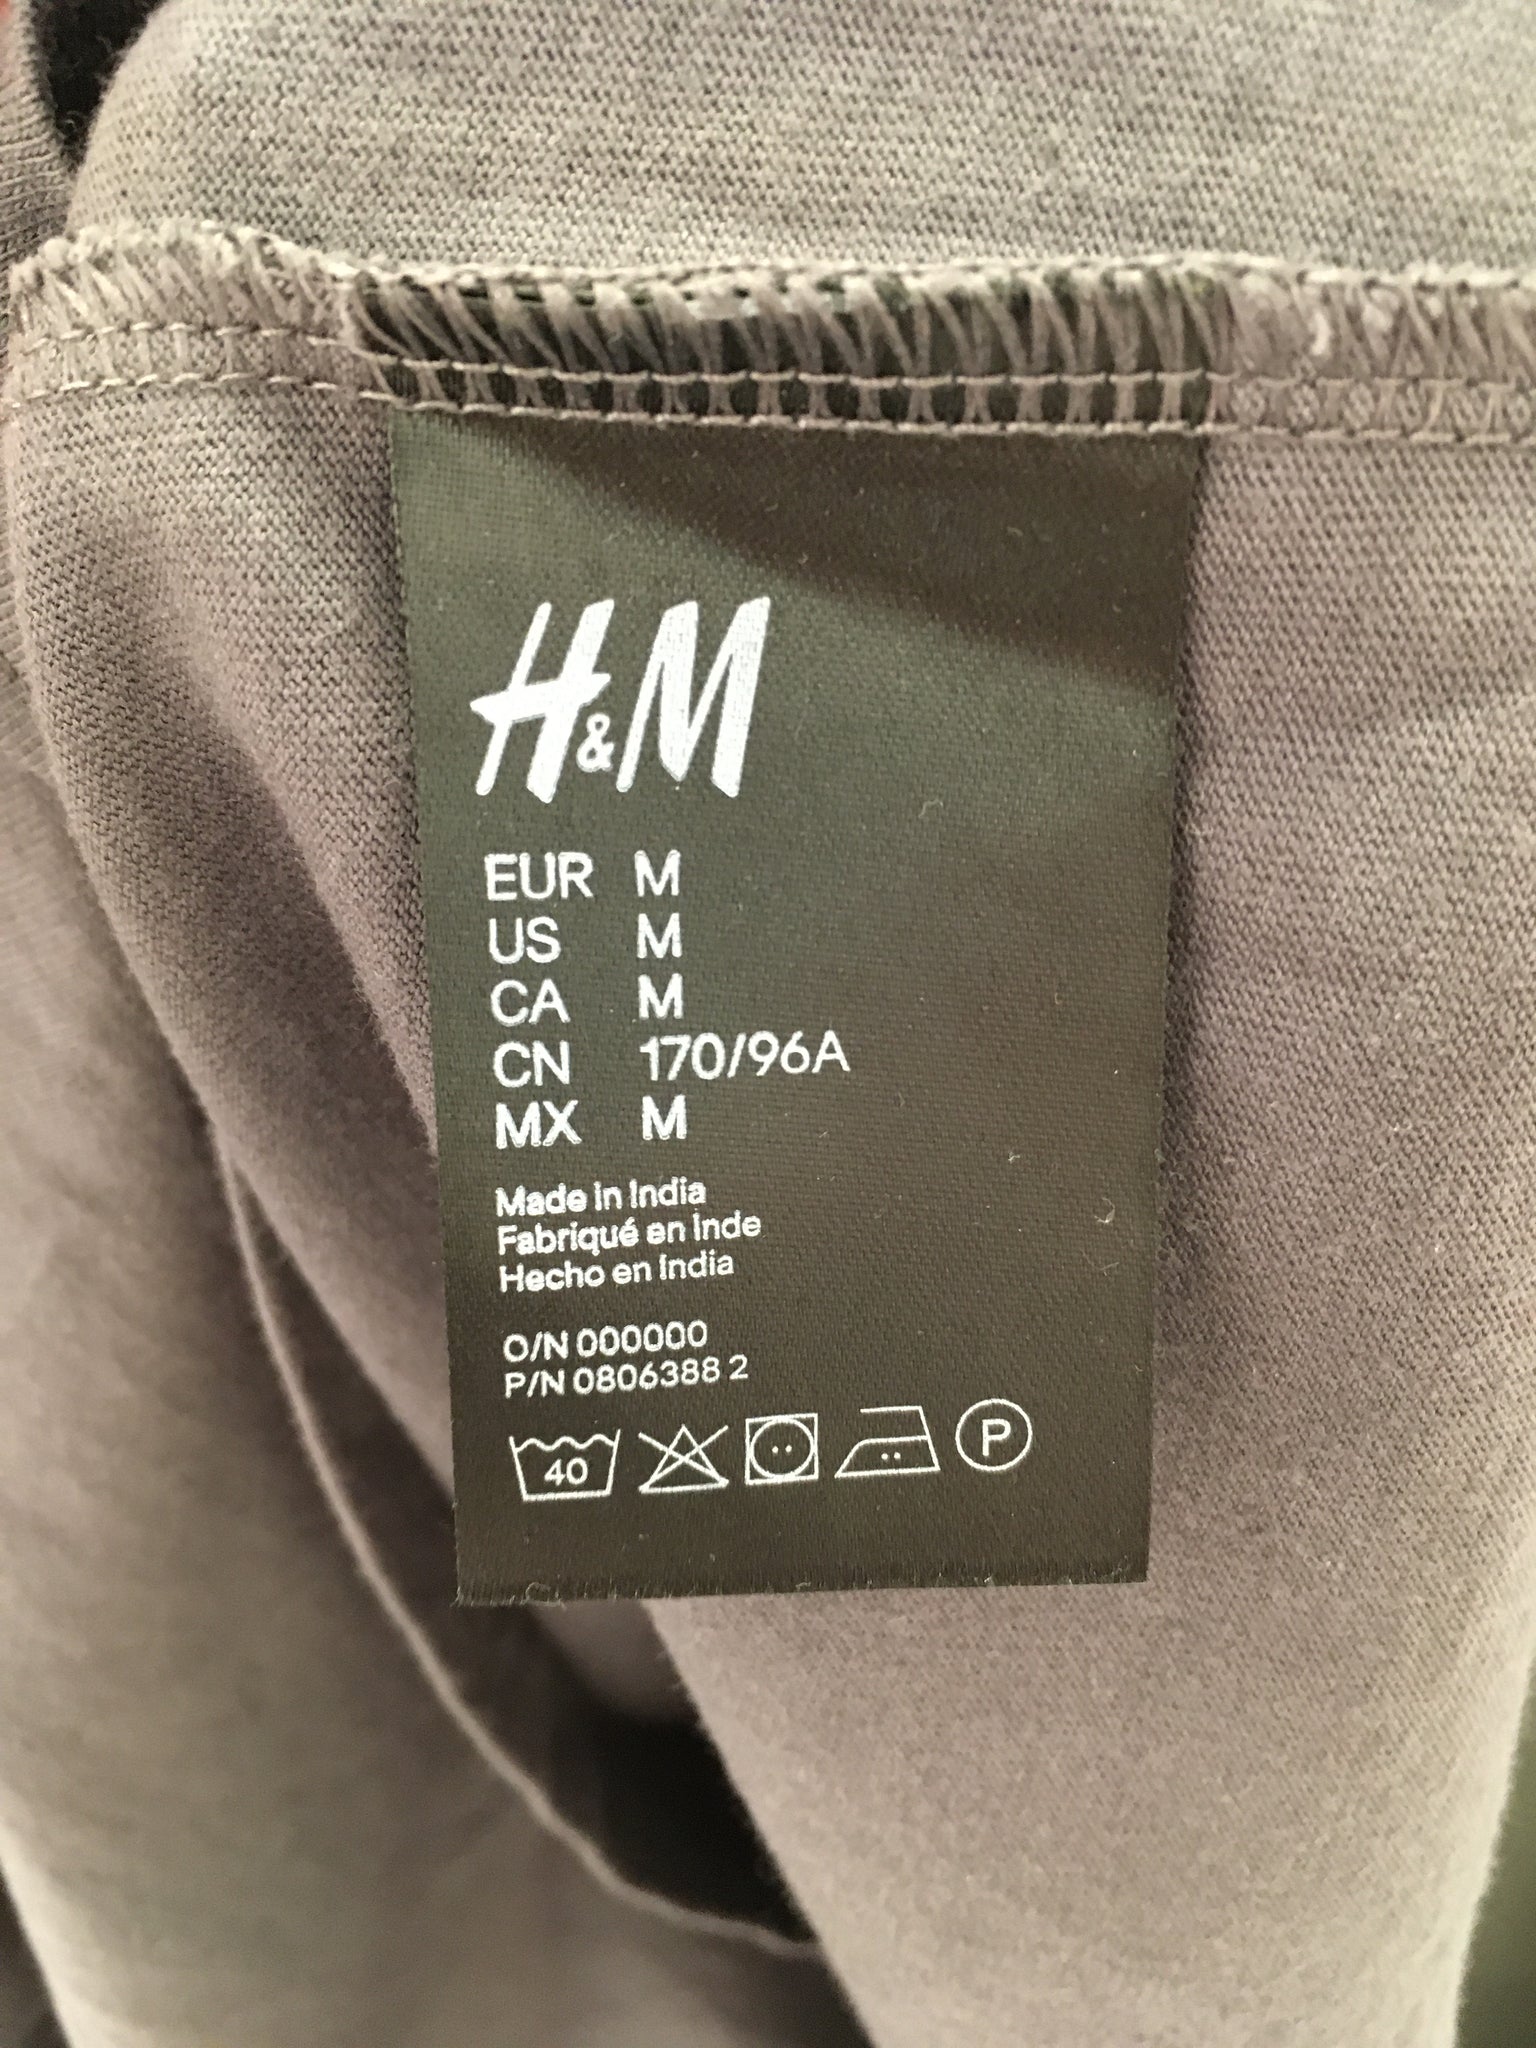 H&M
EUR M
US M
CA M
CN 170/96A
MX M
Made in India
Fabriqué en Inde
Hecho en India
O/N 000000
P/N 0806388 2
40
P